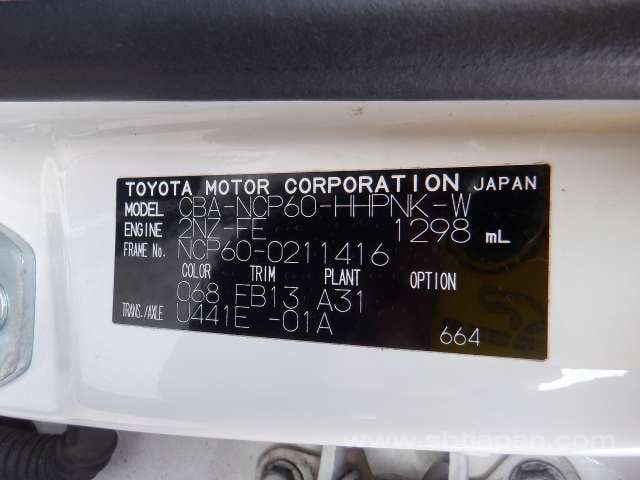 TOYOTA MOTOR CORPORATION JAPAN
MODEL CBA-NCP60-HHPNK-W
ENGINE 2NZ-FE 1298 mL
FRAME No. NCP60-0211416
COLOR TRIM PLANT OPTION
068 FB13 A31
TRANS./AXLE U441E -01A
664
www.sbtjapan.com